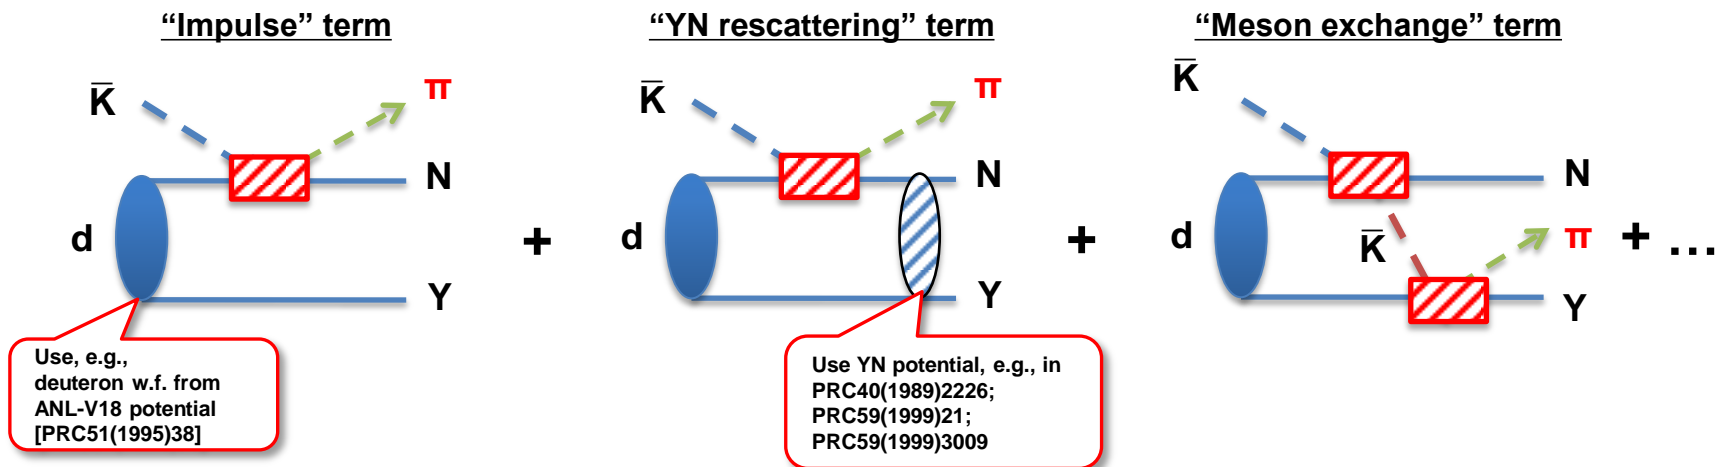 “Impulse” term
“YN rescattering” term
“Meson exchange” term
K̅
π
N
d
Y
Use, e.g.,
deuteron w.f. from
ANL-V18 potential
[PRC51(1995)38]
+
K̅
π
N
d
Y
Use YN potential, e.g., in
PRC40(1989)2226;
PRC59(1999)21;
PRC59(1999)3009
+
K̅
N
d
K̅
π
Y
+ …